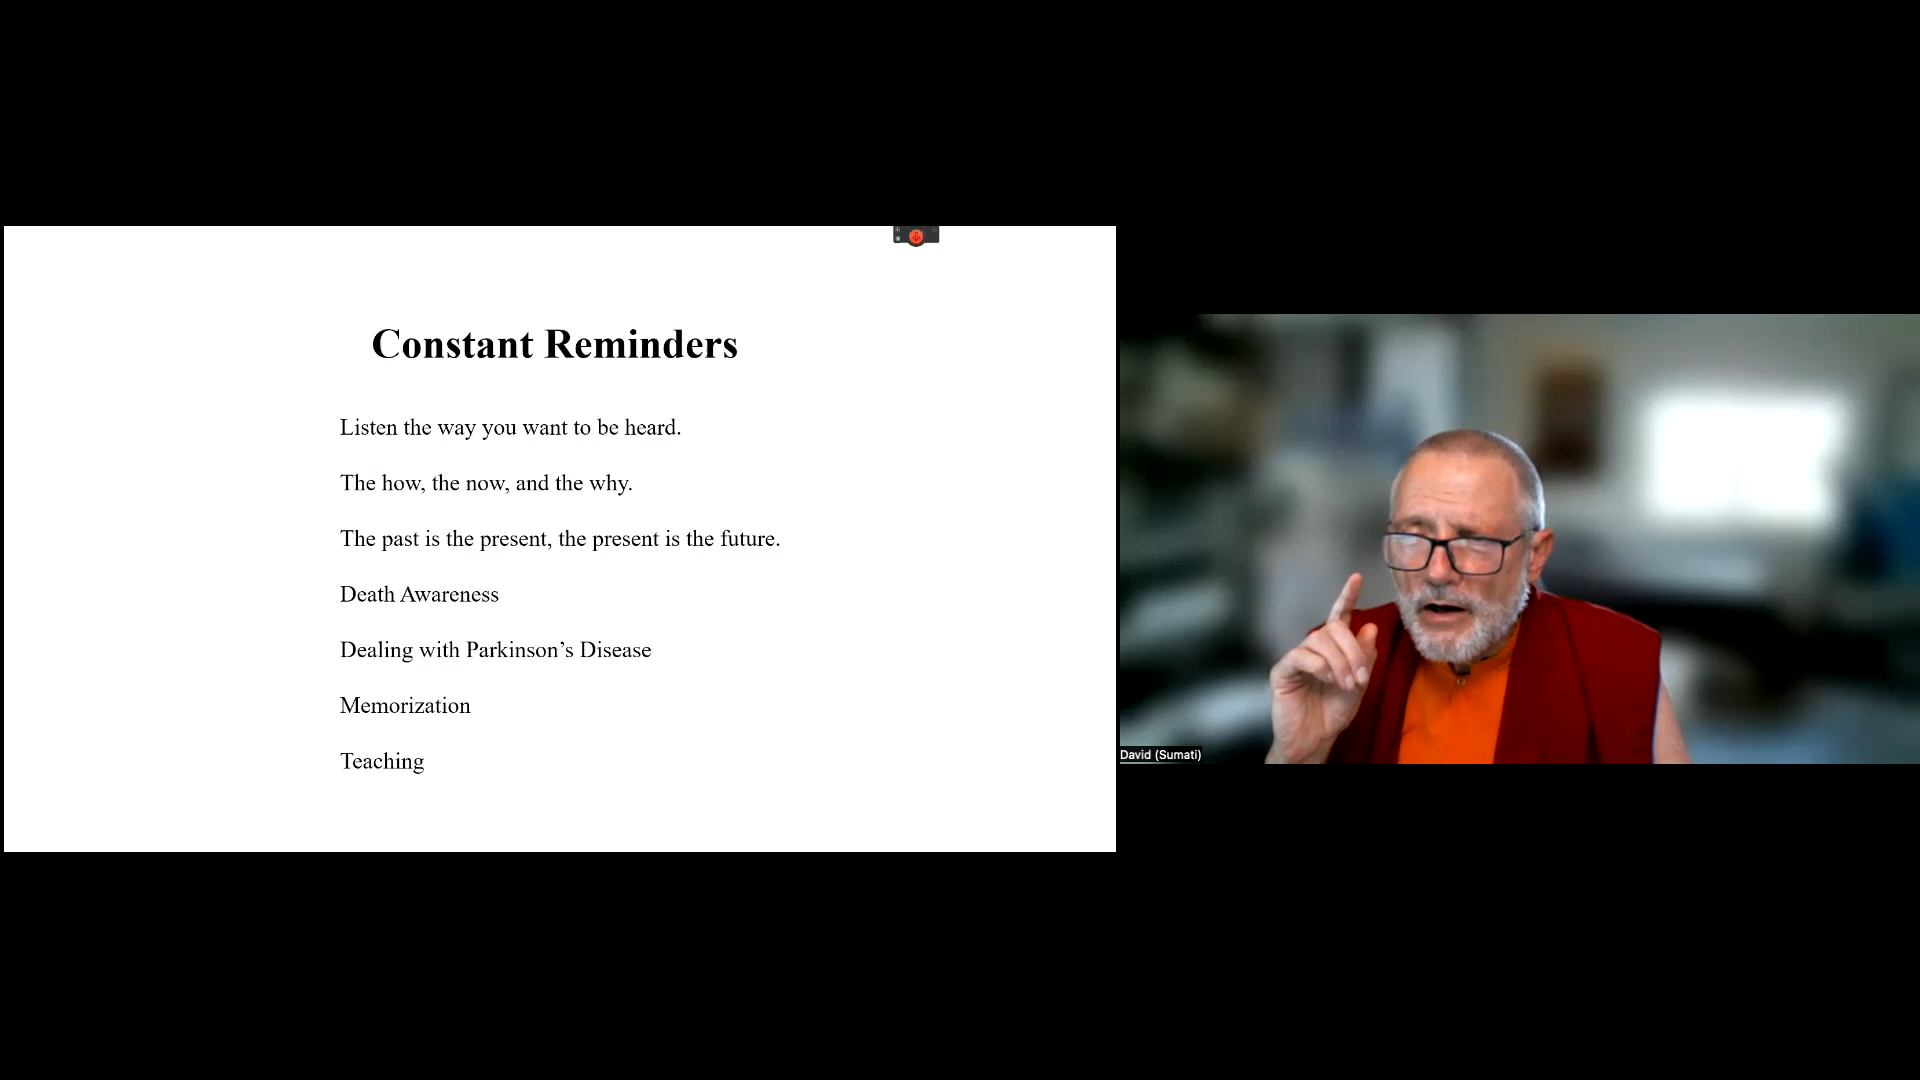 Constant Reminders
Listen the way you want to be heard.
The how, the now, and the why.
The past is the present, the present is the future.
Death Awareness
Dealing with Parkinson’s Disease
Memorization
Teaching
David (Sumati)